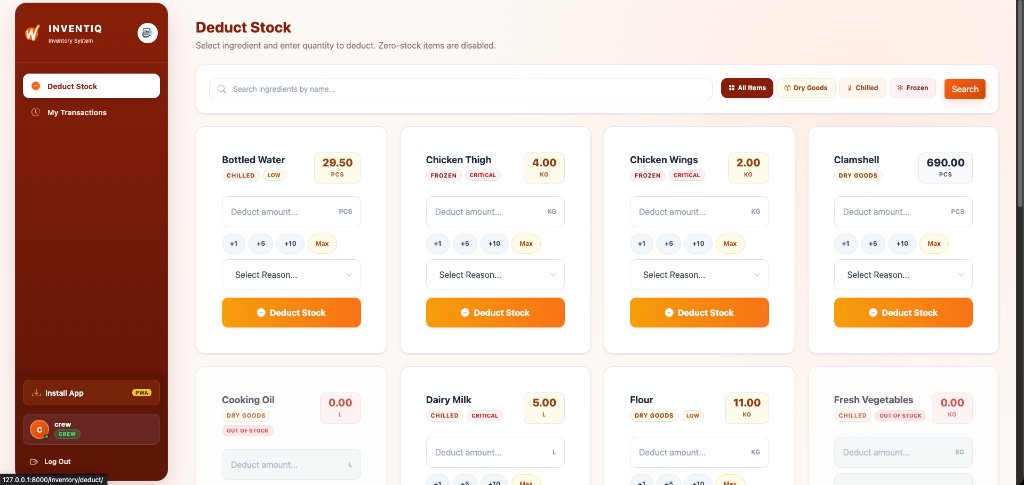 INVENTIQ
Inventory System
Deduct Stock
My Transactions
Install App
PWA
C
crew
CREW
Log Out
127.0.0.1:8000/inventory/deduct/
Deduct Stock
Select ingredient and enter quantity to deduct. Zero-stock items are disabled.
Search ingredients by name...
All Items
Dry Goods
Chilled
Frozen
Search
Bottled Water
CHILLED
LOW
29.50
PCS
Deduct amount...
PCS
+1
+5
+10
Max
Select Reason...
Deduct Stock
Chicken Thigh
FROZEN
CRITICAL
4.00
KG
Deduct amount...
KG
+1
+5
+10
Max
Select Reason...
Deduct Stock
Chicken Wings
FROZEN
CRITICAL
2.00
KG
Deduct amount...
KG
+1
+5
+10
Max
Select Reason...
Deduct Stock
Clamshell
DRY GOODS
690.00
PCS
Deduct amount...
PCS
+1
+5
+10
Max
Select Reason...
Deduct Stock
Cooking Oil
DRY GOODS
OUT OF STOCK
0.00
L
Deduct amount...
L
Dairy Milk
CHILLED
CRITICAL
5.00
L
Deduct amount...
L
+1
+5
+10
Max
Flour
DRY GOODS
LOW
11.00
KG
Deduct amount...
KG
+1
+5
+10
Max
Fresh Vegetables
CHILLED
OUT OF STOCK
0.00
KG
Deduct amount...
KG
+1
+5
+10
Max